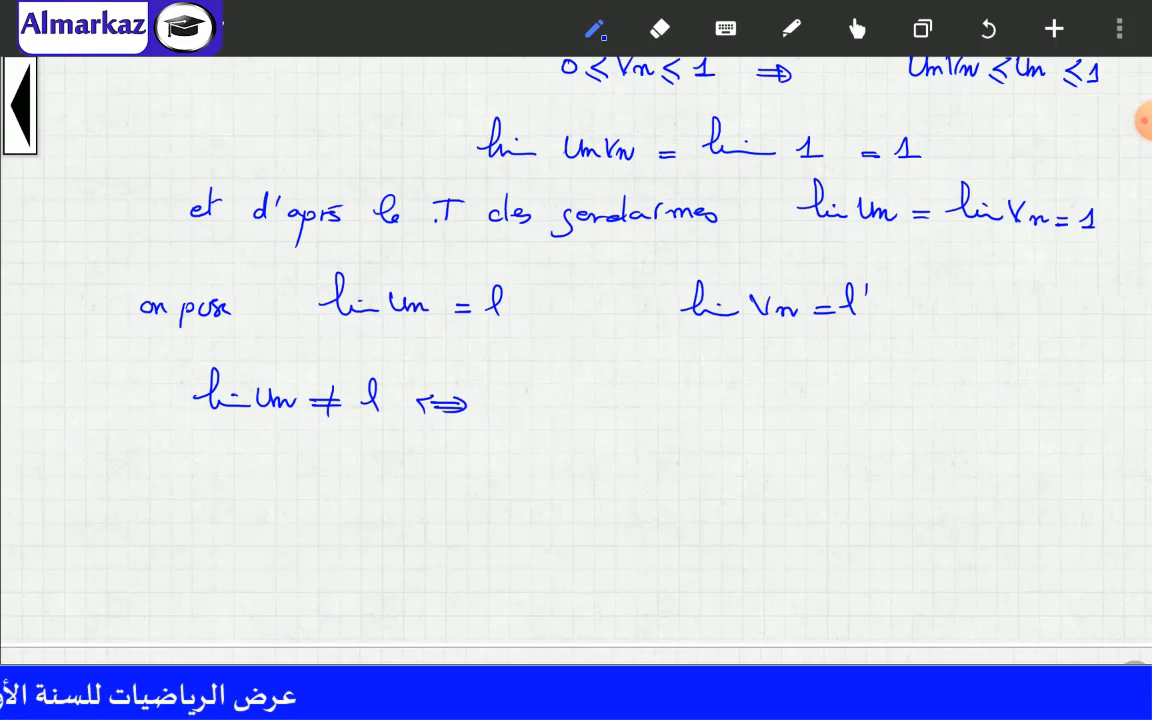 Almarkaz
0 ≤ Vn ≤ 1 ⇒ UnVn ≤ Un ≤ 1
lim UnVn = lim 1 = 1
et d'après le .T des gendarmes lim Un = lim Vn = 1
on pose lim Un = l lim Vn = l'
lim Un ≠ l ⇔
عرض الرياضيات للسنة الأو